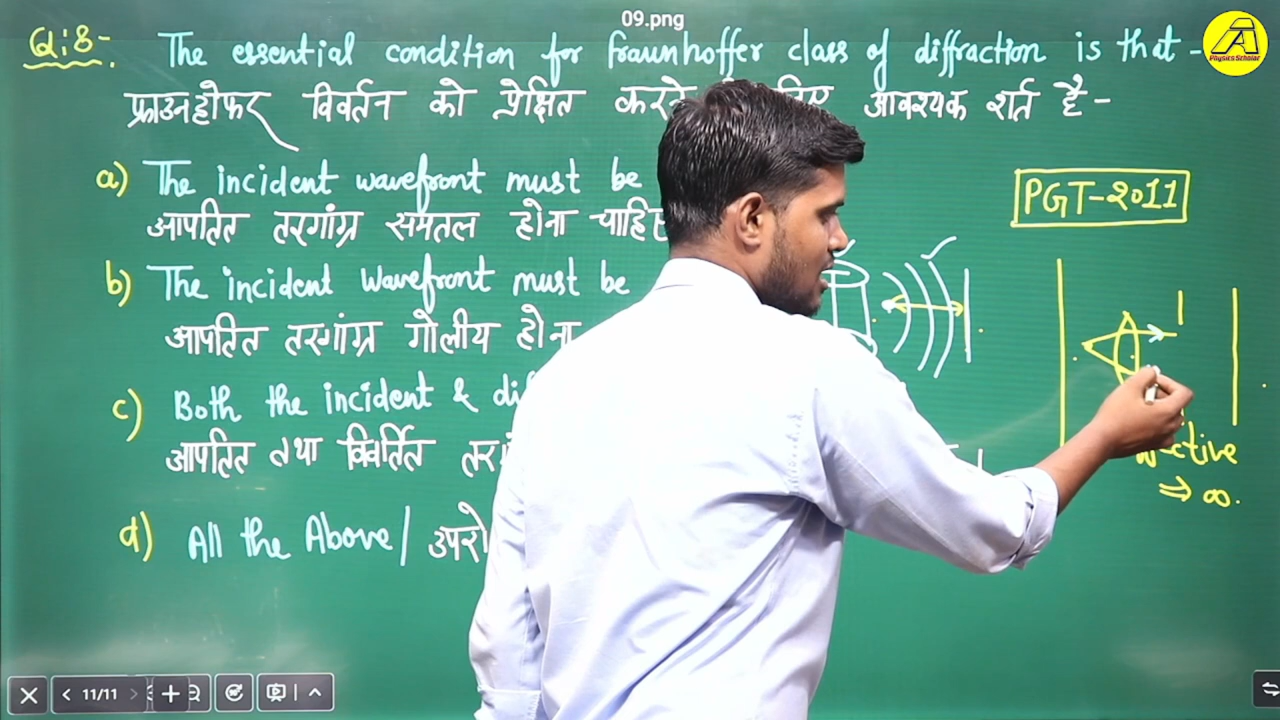 09.png
Q:8- The essential condition for fraunhoffer class of diffraction is that -
फ्राउनहोफर विवर्तन को प्रेक्षित करने आवश्यक शर्त है -
PGT-2011
a) The incident wavefront must be
आपतित तरंगाग्र समतल होना चाहिए
b) The incident wavefront must be
आपतित तरंगाग्र गोलीय होना
c) Both the incident &
आपतित तथा विवर्तित
⇒ ∞.
d) All the Above /
A
Physics Scholar
11/11